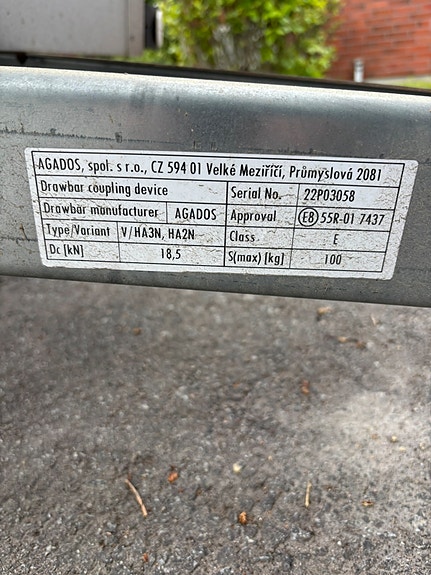 AGADOS, spol. s r.o., CZ 594 01 Velké Meziříčí, Průmyslová 2081
Drawbar coupling device Serial No. 22P03058
Drawbar manufacturer AGADOS Approval E8 55R-01 7437
Type/Variant V/HA3N, HA2N Class E
Dc [kN] 18,5 S(max) [kg] 100